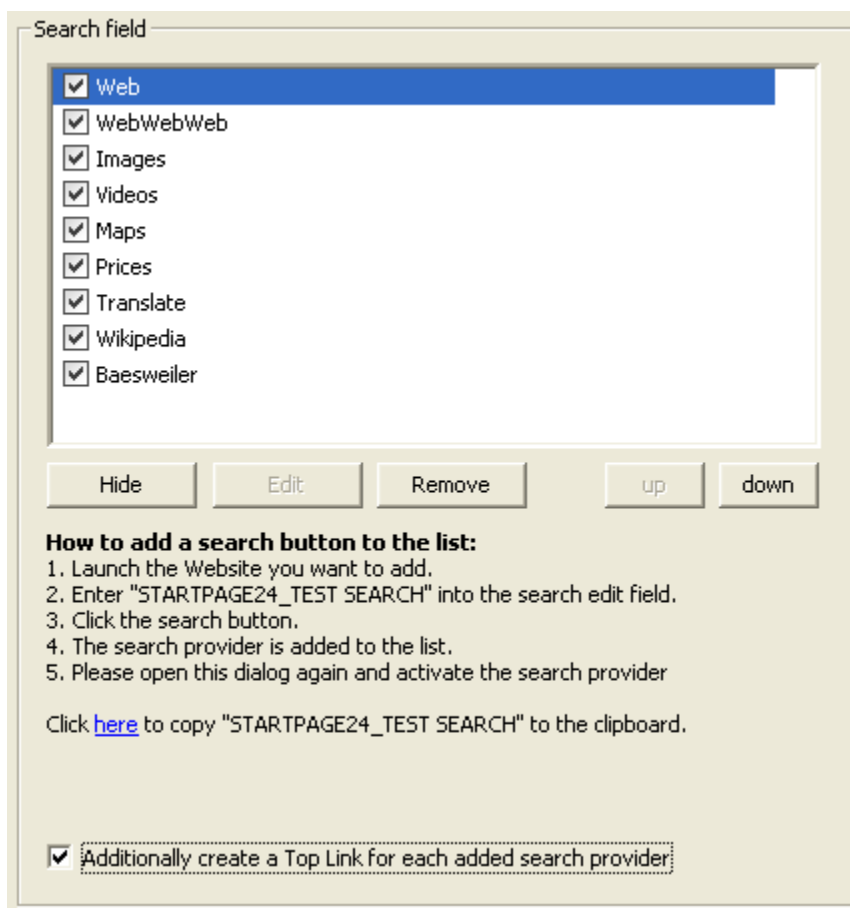 Search field
Web
WebWebWeb
Images
Videos
Maps
Prices
Translate
Wikipedia
Baesweiler
Hide Edit Remove up down
How to add a search button to the list:
1. Launch the Website you want to add.
2. Enter "STARTPAGE24_TEST SEARCH" into the search edit field.
3. Click the search button.
4. The search provider is added to the list.
5. Please open this dialog again and activate the search provider
Click here to copy "STARTPAGE24_TEST SEARCH" to the clipboard.
Additionally create a Top Link for each added search provider